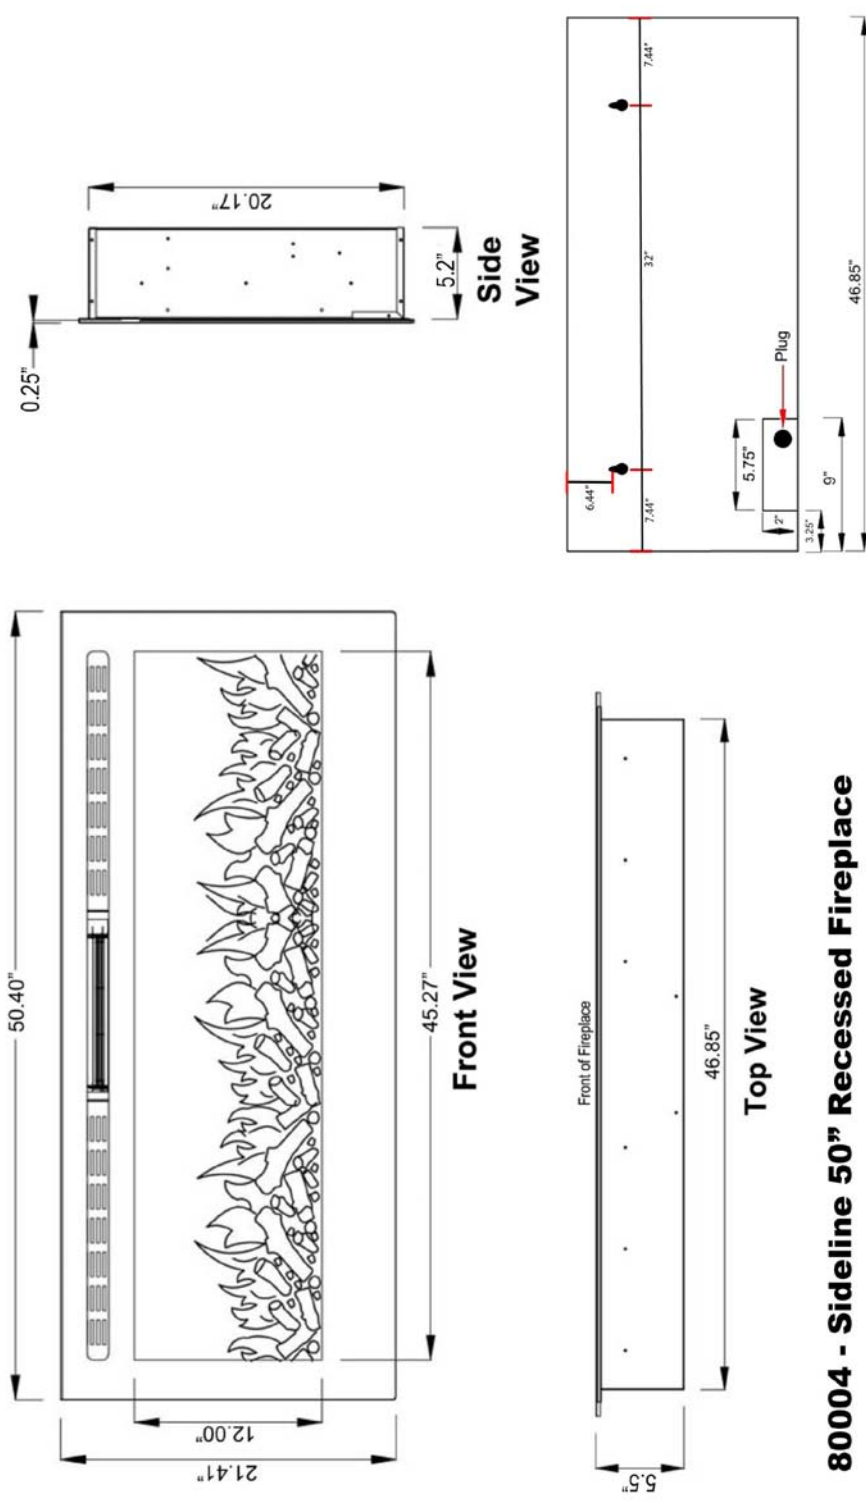 50.40”
21.41”
12.00”
45.27”
Front View
0.25”
20.17”
5.2”
Side
View
Front of Fireplace
5.5”
46.85”
Top View
6.44"
7.44"
32"
7.44"
Plug
5.75"
2"
3.25"
9"
46.85"
80004 - Sideline 50” Recessed Fireplace